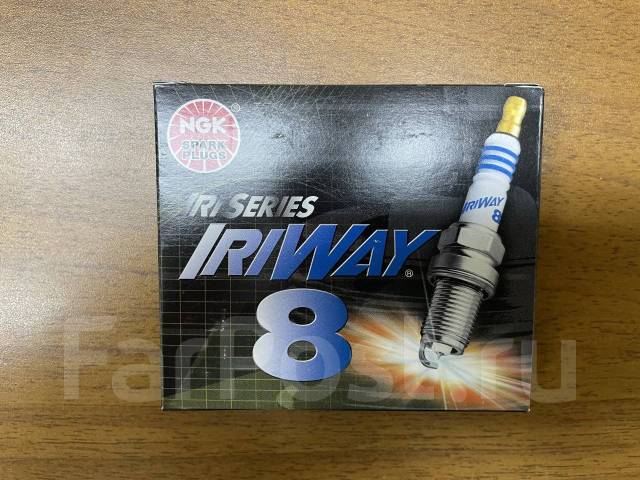 NGK
SPARK
PLUGS
®
IRI SERIES
IRIWAY®
8
IRIWAY
8
FarPost.ru